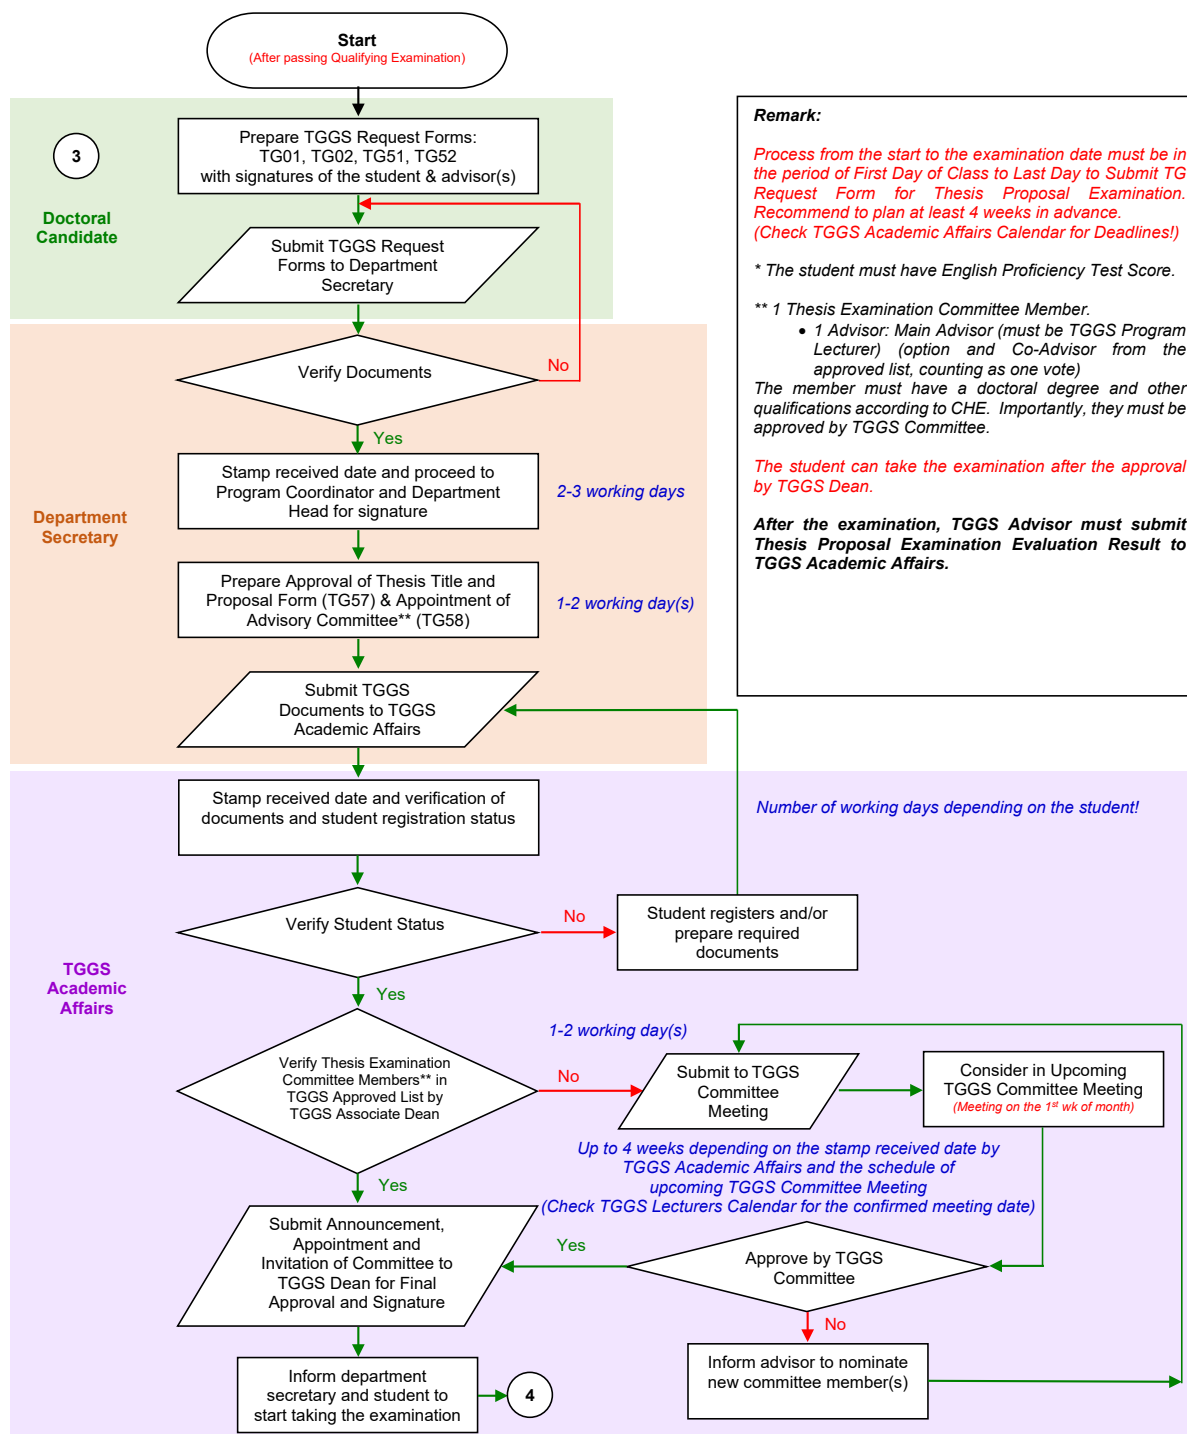 Start
(After passing Qualifying Examination)
3
Doctoral
Candidate
Prepare TGGS Request Forms:
TG01, TG02, TG51, TG52
with signatures of the student & advisor(s)
Submit TGGS Request
Forms to Department
Secretary
Verify Documents
No
Yes
Department
Secretary
Stamp received date and proceed to
Program Coordinator and Department
Head for signature
2-3 working days
Prepare Approval of Thesis Title and
Proposal Form (TG57) & Appointment of
Advisory Committee** (TG58)
1-2 working day(s)
Submit TGGS
Documents to TGGS
Academic Affairs
Remark:
Process from the start to the examination date must be in
the period of First Day of Class to Last Day to Submit TG
Request Form for Thesis Proposal Examination.
Recommend to plan at least 4 weeks in advance.
(Check TGGS Academic Affairs Calendar for Deadlines!)
* The student must have English Proficiency Test Score.
** 1 Thesis Examination Committee Member.
• 1 Advisor: Main Advisor (must be TGGS Program
Lecturer) (option and Co-Advisor from the
approved list, counting as one vote)
The member must have a doctoral degree and other
qualifications according to CHE. Importantly, they must be
approved by TGGS Committee.
The student can take the examination after the approval
by TGGS Dean.
After the examination, TGGS Advisor must submit
Thesis Proposal Examination Evaluation Result to
TGGS Academic Affairs.
TGGS
Academic
Affairs
Stamp received date and verification of
documents and student registration status
Number of working days depending on the student!
Verify Student Status
No
Student registers and/or
prepare required
documents
Yes
1-2 working day(s)
Verify Thesis Examination
Committee Members** in
TGGS Approved List by
TGGS Associate Dean
No
Submit to TGGS
Committee
Meeting
Consider in Upcoming
TGGS Committee Meeting
(Meeting on the 1st wk of month)
Up to 4 weeks depending on the stamp received date by
TGGS Academic Affairs and the schedule of
upcoming TGGS Committee Meeting
(Check TGGS Lecturers Calendar for the confirmed meeting date)
Yes
Submit Announcement,
Appointment and
Invitation of Committee to
TGGS Dean for Final
Approval and Signature
Yes
Approve by TGGS
Committee
No
Inform advisor to nominate
new committee member(s)
Inform department
secretary and student to
start taking the examination
4